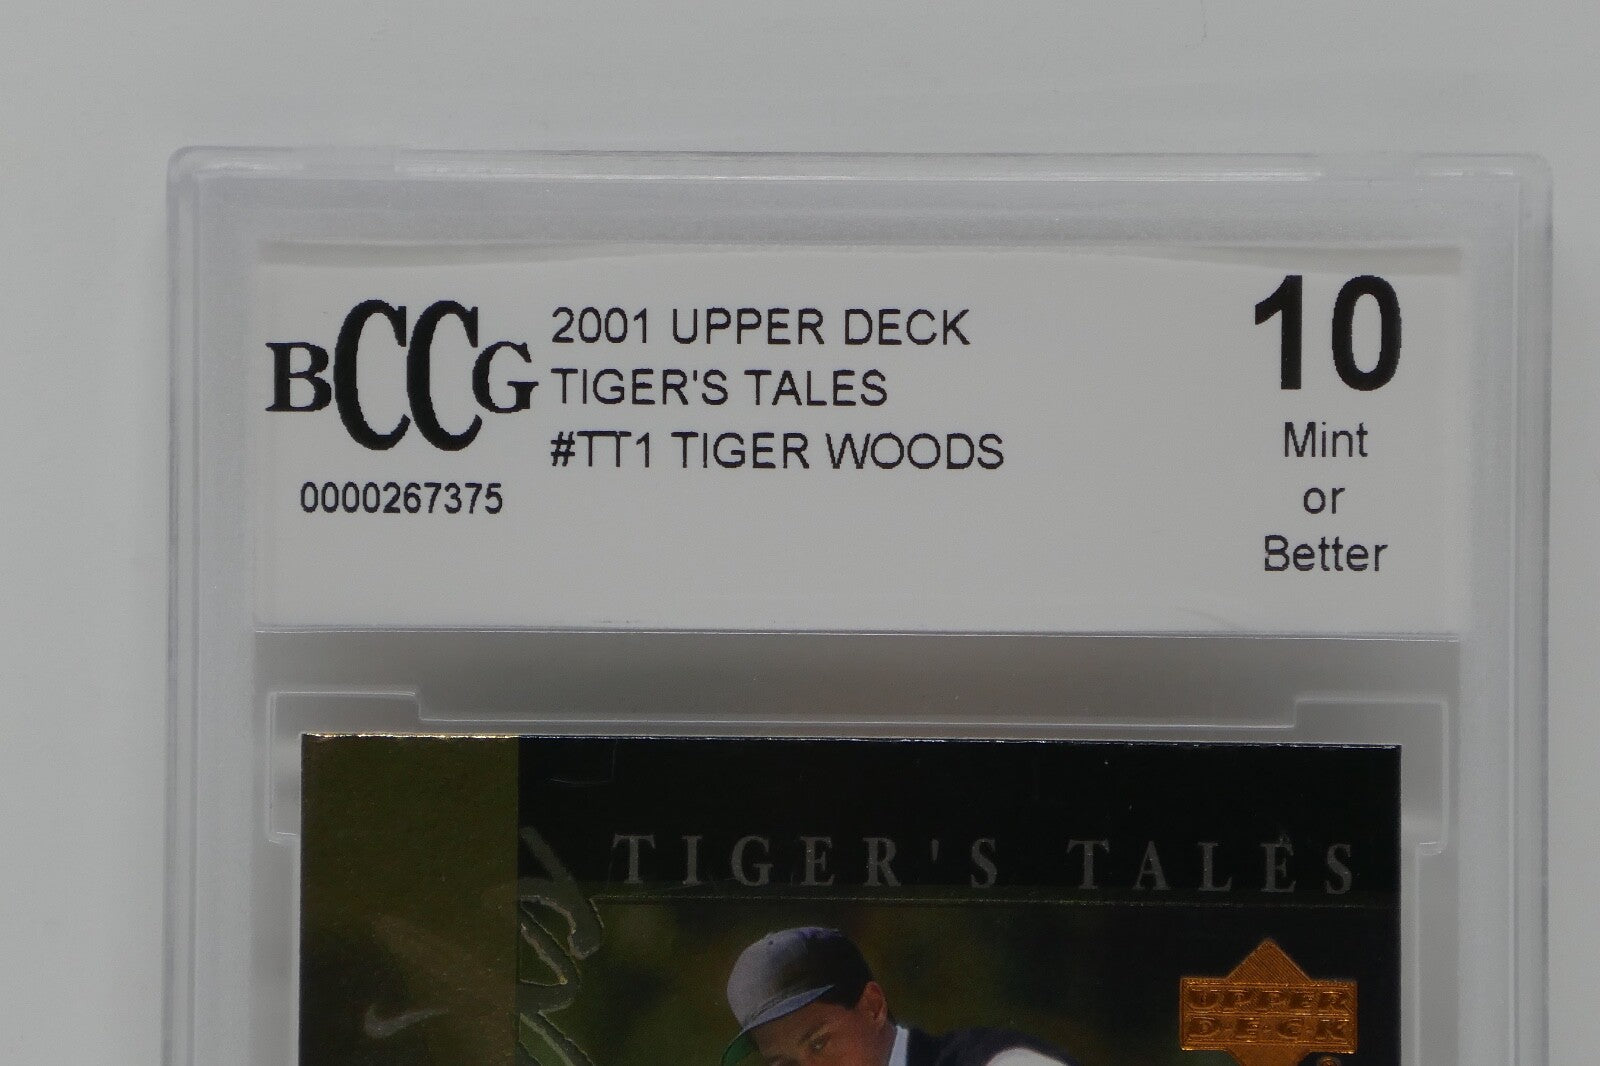 BCCG
0000267375
2001 UPPER DECK
TIGER'S TALES
#TT1 TIGER WOODS
10
Mint
or
Better
TIGER'S TALES
UPPER
DECK
®